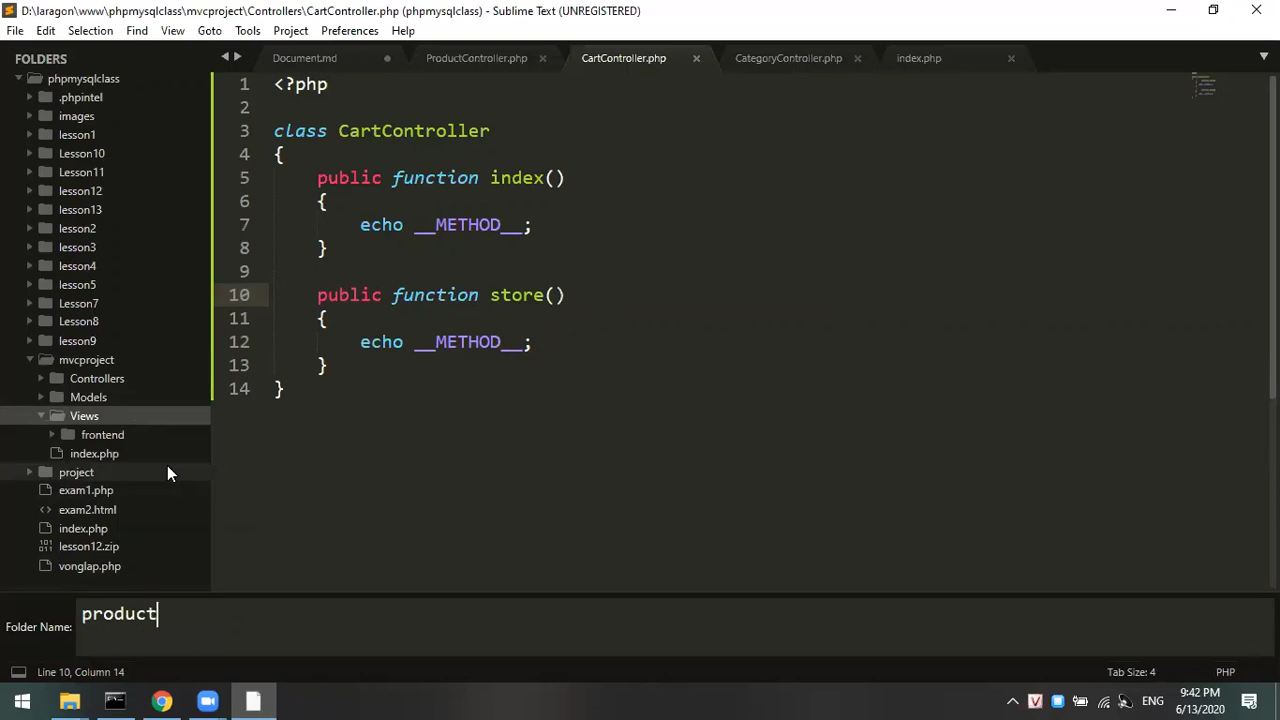 D:\laragon\www\phpmysqlclass\mvcproject\Controllers\CartController.php (phpmysqlclass) - Sublime Text (UNREGISTERED)
File Edit Selection Find View Goto Tools Project Preferences Help
FOLDERS
phpmysqlclass
.phpintel
images
lesson1
Lesson10
Lesson11
lesson12
lesson13
lesson2
lesson3
lesson4
lesson5
Lesson7
Lesson8
lesson9
mvcproject
Controllers
Models
Views
frontend
index.php
project
exam1.php
exam2.html
index.php
lesson12.zip
vonglap.php
Document.md ProductController.php CartController.php CategoryController.php index.php
1 <?php
2
3 class CartController
4 {
5 public function index()
6 {
7 echo __METHOD__;
8 }
9
10 public function store()
11 {
12 echo __METHOD__;
13 }
14 }
Folder Name: product
Line 10, Column 14 Tab Size: 4 PHP
ENG 9:42 PM
6/13/2020